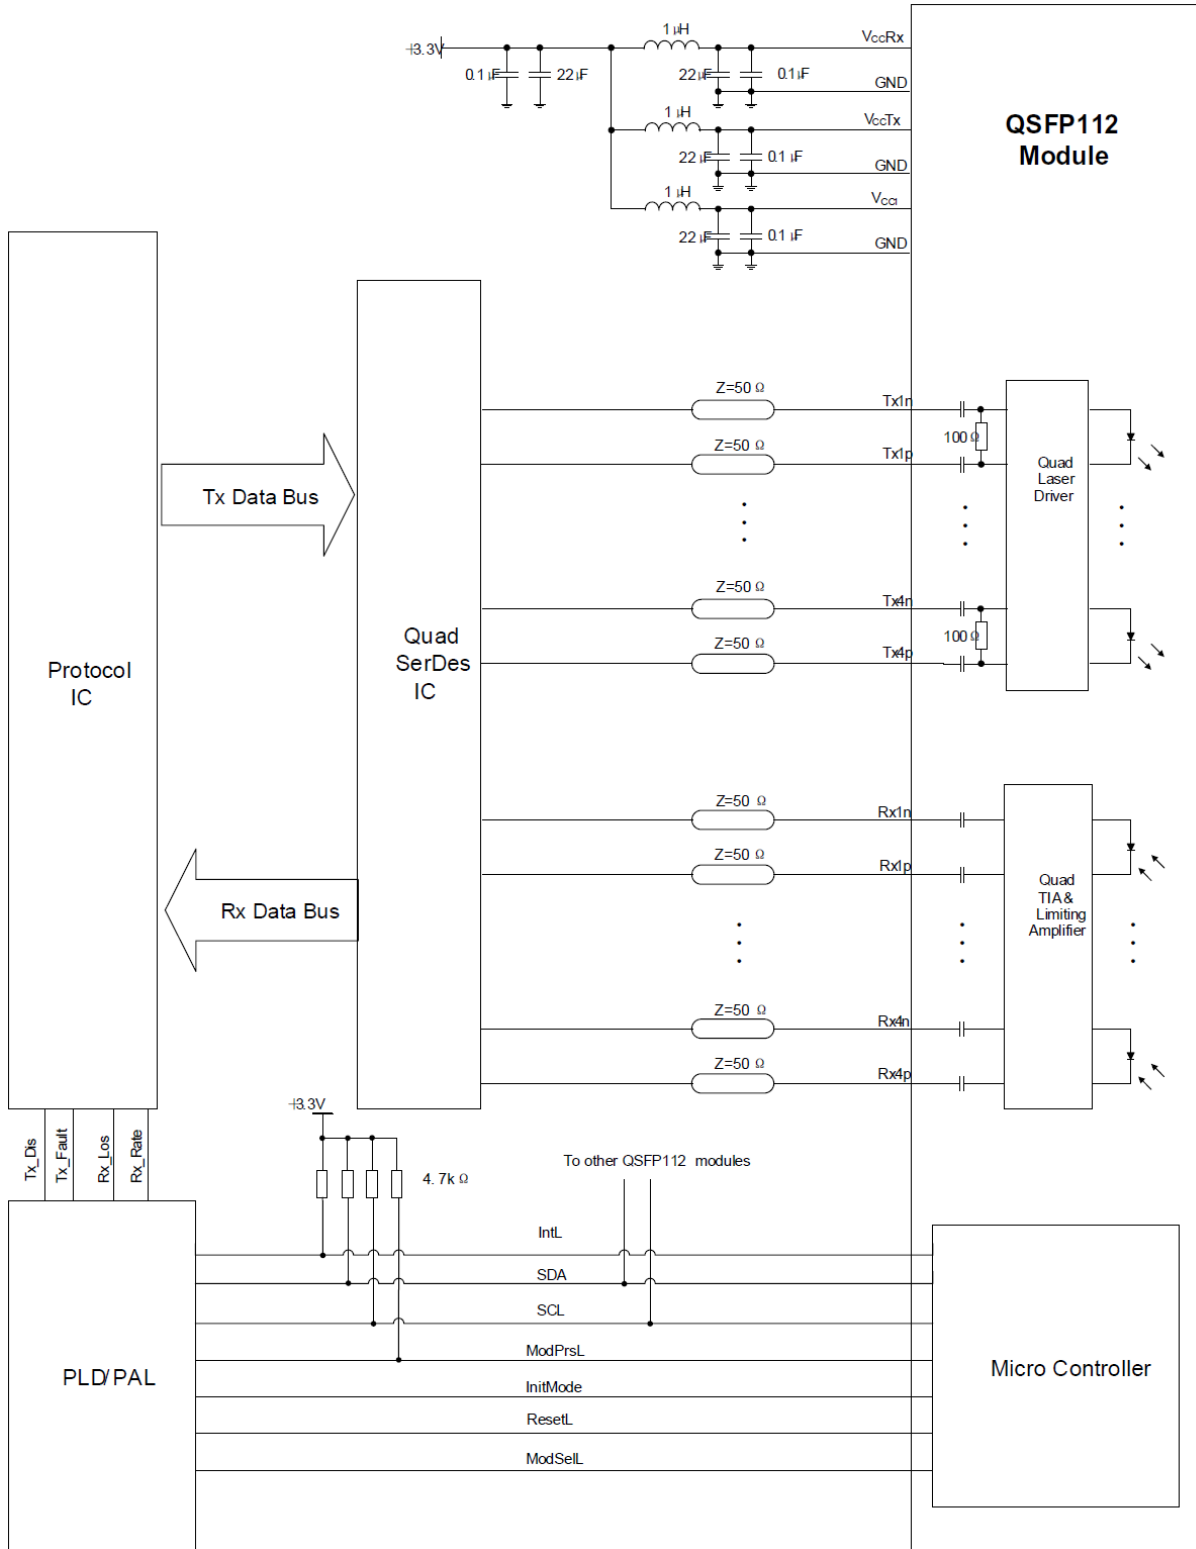 1 µH
+3.3V
VccRx
0.1 µF
22 µF
22 µF
0.1 µF
GND
1 µH
VccTx
QSFP112
Module
22 µF
0.1 µF
GND
1 µH
Vcc1
22 µF
0.1 µF
GND
Z=50 Ω
Tx1n
100 Ω
Z=50 Ω
Tx1p
Quad
Laser
Driver
Tx Data Bus
Z=50 Ω
Tx4n
100 Ω
Z=50 Ω
Tx4p
Quad
SerDes
IC
Protocol
IC
Z=50 Ω
Rx1n
Z=50 Ω
Rx1p
Quad
TIA &
Limiting
Amplifier
Rx Data Bus
Z=50 Ω
Rx4n
Z=50 Ω
Rx4p
+3.3V
Tx_Dis
Tx_Fault
Rx_Los
Rx_Rate
4.7k Ω
To other QSFP112 modules
IntL
SDA
SCL
ModPrsL
InitMode
ResetL
ModSelL
PLD/PAL
Micro Controller